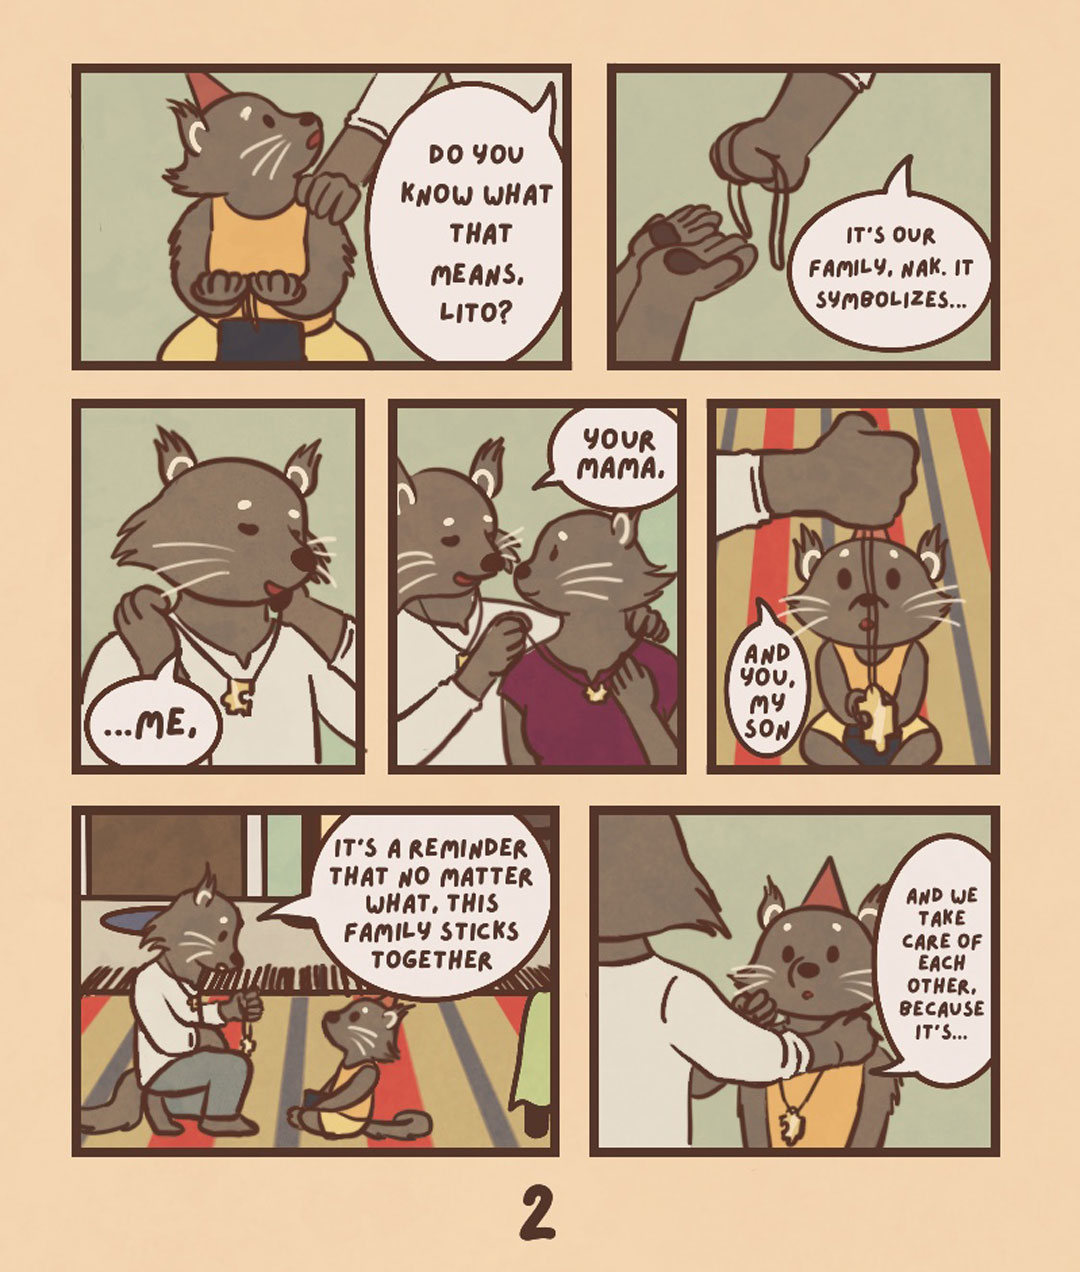 DO YOU
KNOW WHAT
THAT
MEANS,
LITO?
IT'S OUR
FAMILY, NAK. IT
SYMBOLIZES...
...ME,
YOUR
MAMA,
AND
YOU,
MY
SON
IT'S A REMINDER
THAT NO MATTER
WHAT, THIS
FAMILY STICKS
TOGETHER
AND WE
TAKE
CARE OF
EACH
OTHER,
BECAUSE
IT'S...
2